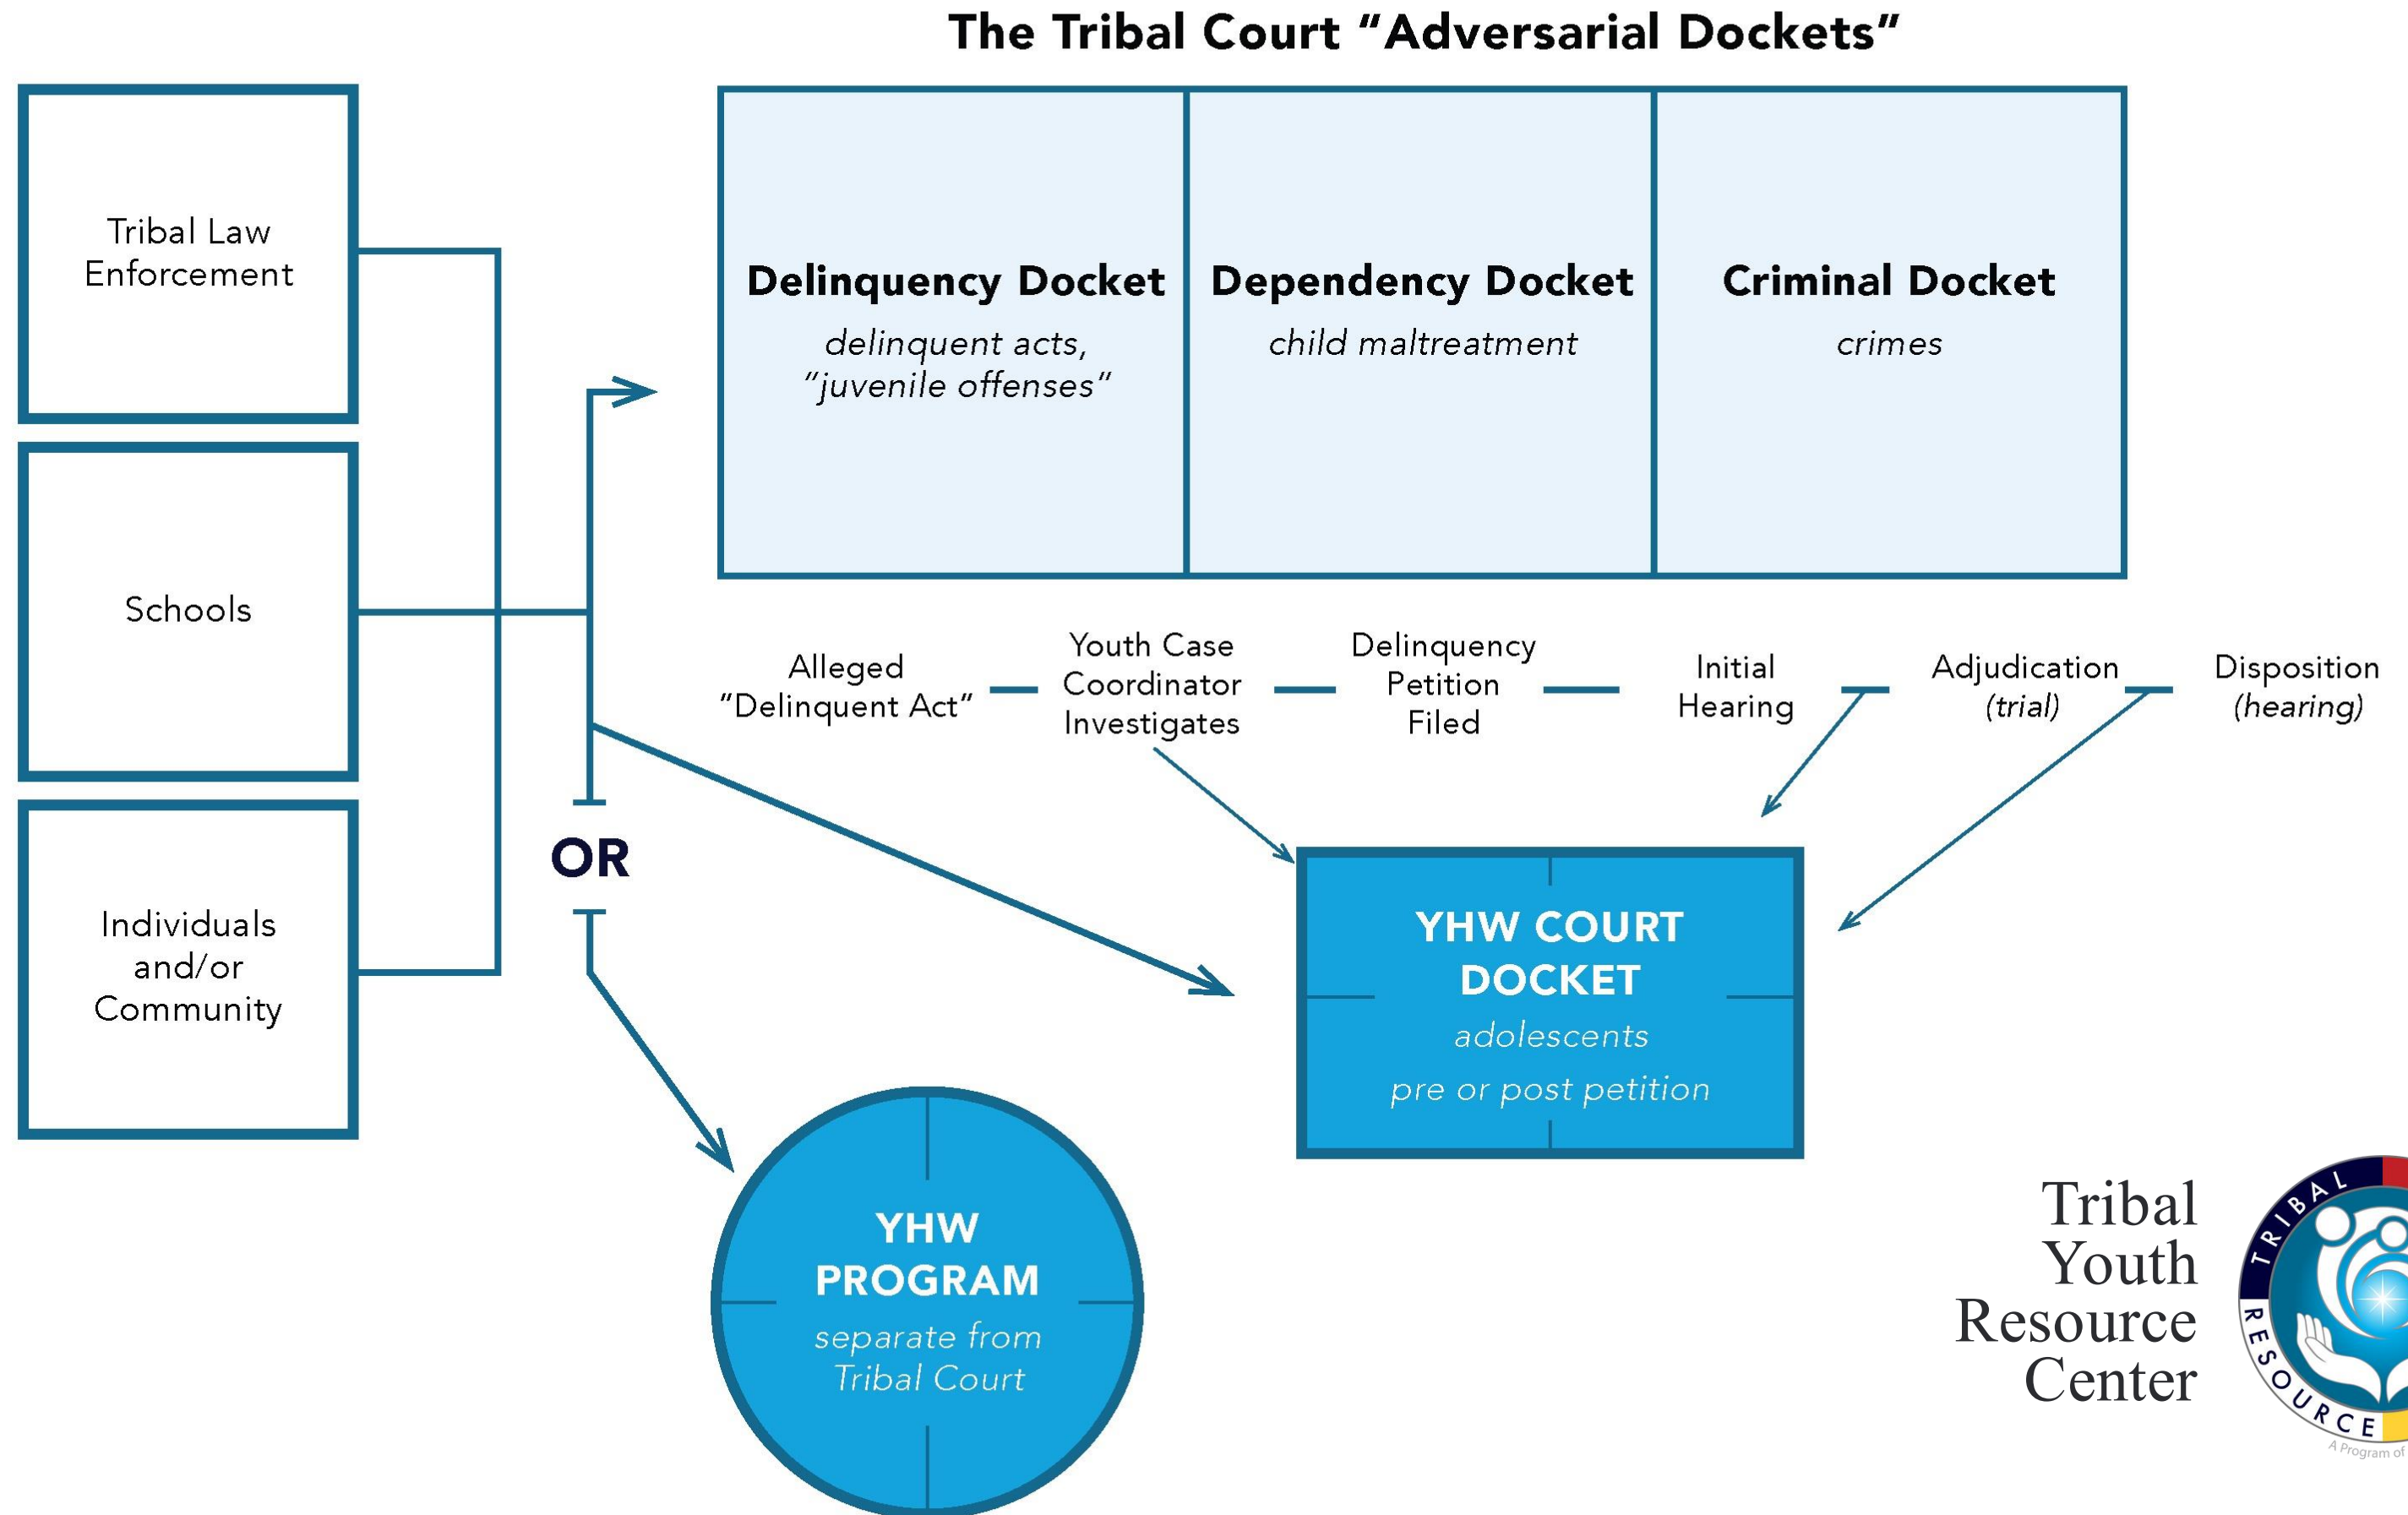 The Tribal Court "Adversarial Dockets"
Tribal Law
Enforcement
Schools
Individuals
and/or
Community
Delinquency Docket
delinquent acts,
"juvenile offenses"
Dependency Docket
child maltreatment
Criminal Docket
crimes
Alleged
"Delinquent Act"
Youth Case
Coordinator
Investigates
Delinquency
Petition
Filed
Initial
Hearing
Adjudication
(trial)
Disposition
(hearing)
OR
YHW COURT
DOCKET
adolescents
pre or post petition
YHW
PROGRAM
separate from
Tribal Court
Tribal
Youth
Resource
Center
TRIBAL
RESOURCE
A Program of